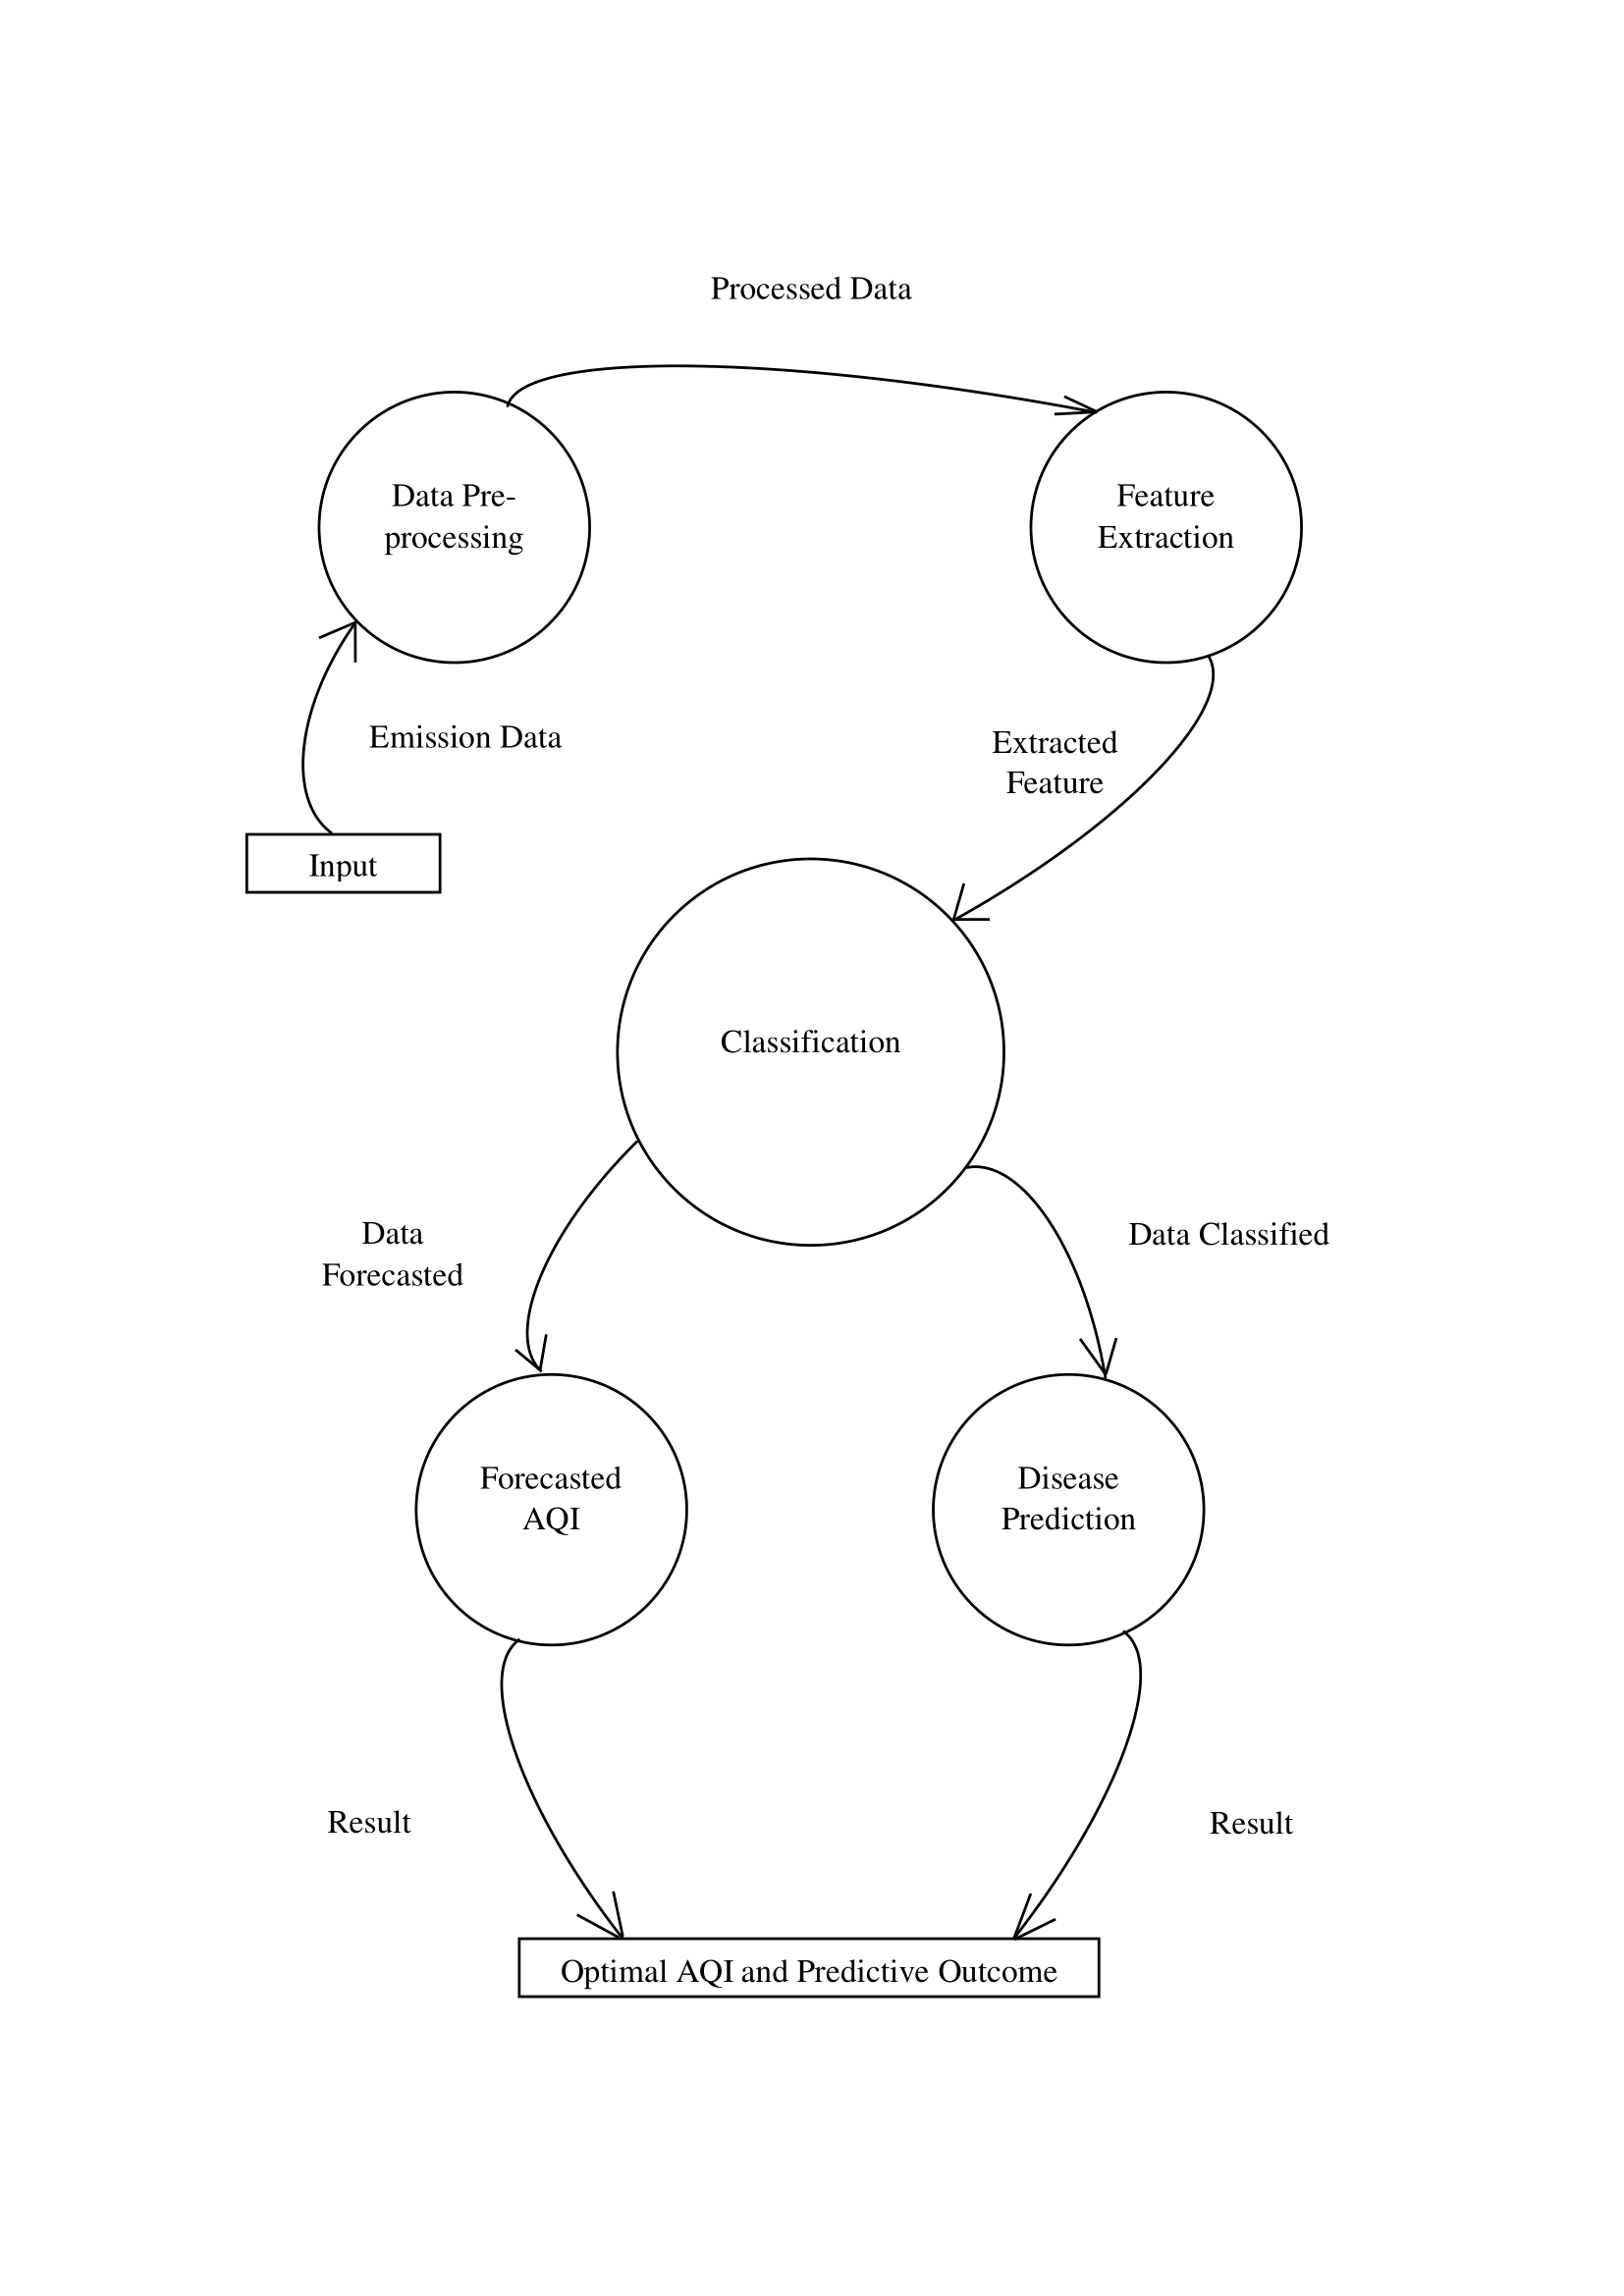 Processed Data
Data Pre-
processing
Feature
Extraction
Emission Data
Extracted
Feature
Input
Classification
Data
Forecasted
Data Classified
Forecasted
AQI
Disease
Prediction
Result
Result
Optimal AQI and Predictive Outcome